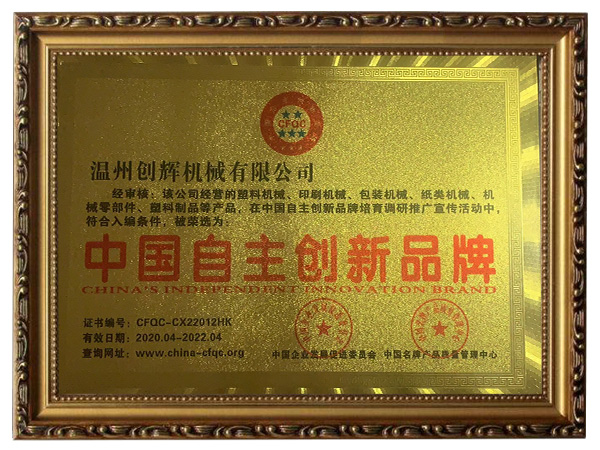 CFQC
温州创辉机械有限公司
经审核：该公司经营的塑料机械、印刷机械、包装机械、纸类机械、机
械零部件、塑料制品等产品，在中国自主创新品牌培育调研推广宣传活动中，
符合入编条件，被荣选为：
中国自主创新品牌
CHINA'S INDEPENDENT INNOVATION BRAND
证书编号：CFQC-CX22012HK
有效日期：2020.04-2022.04
查询网址：www.china-cfqc.org
中国企业发展促进委员会 中国名牌产品质量管理中心